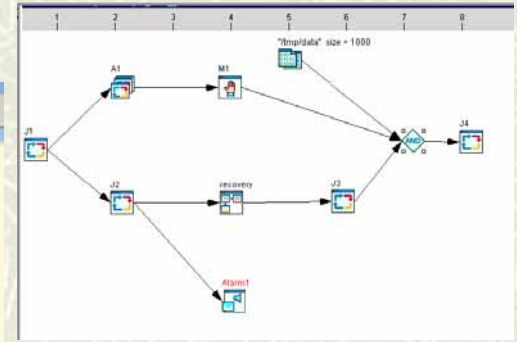 1 2 3 4 5 6 7 8
"/tmp/data" size = 1000
A1 M1
J1
AND
J4
J2 recovery J3
Alarm1